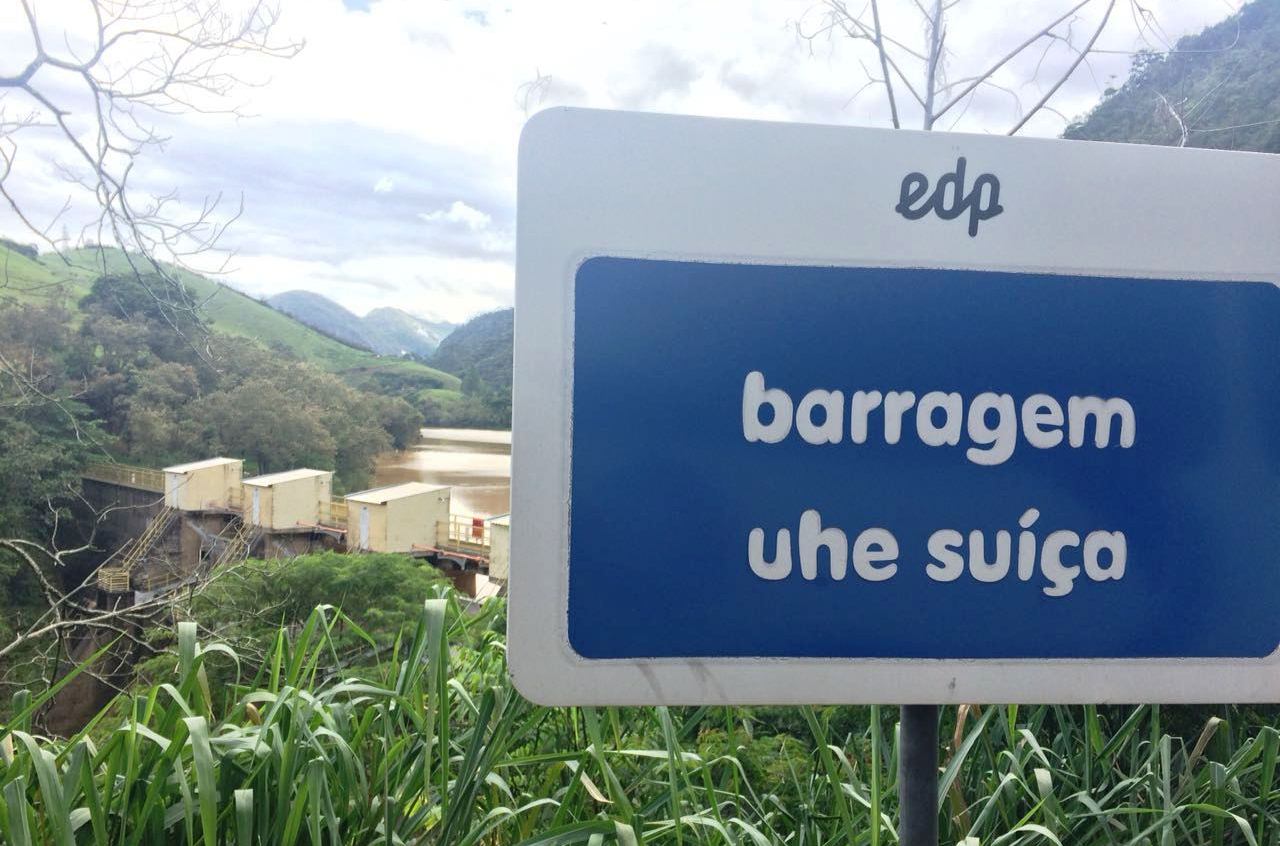 edp
barragem
uhe suíça